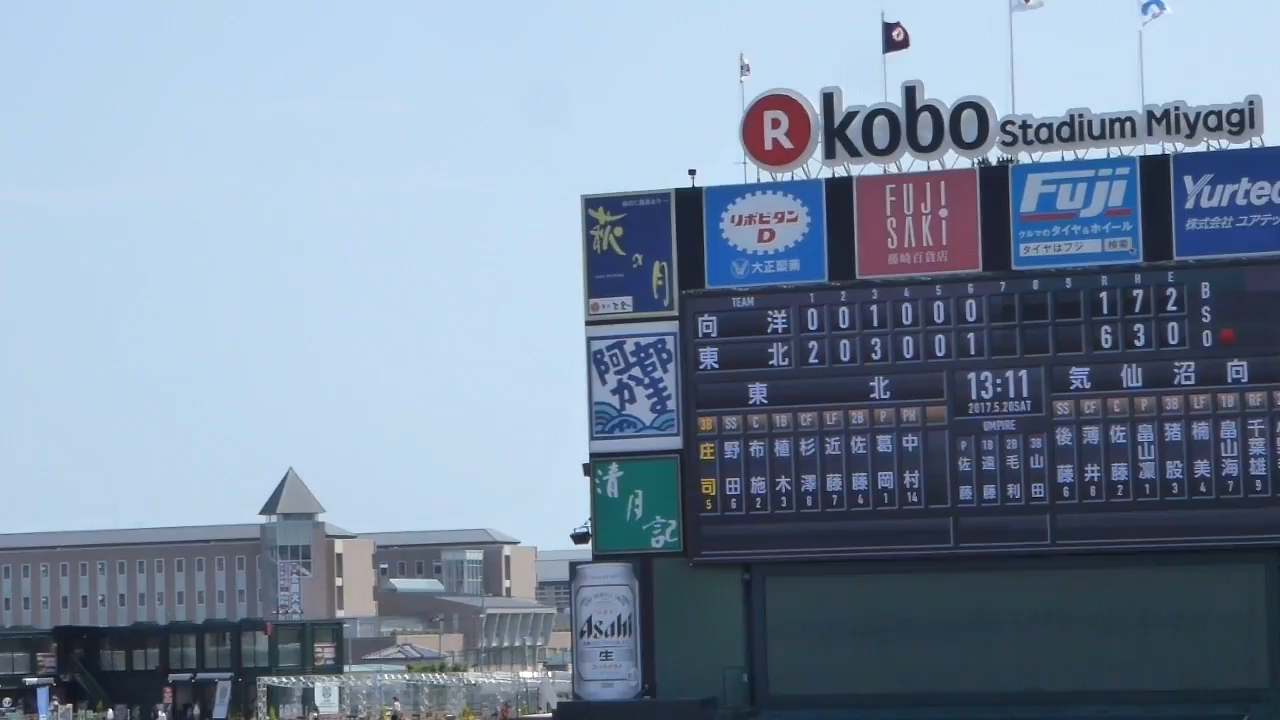 R kobo Stadium Miyagi
萩の月
リポビタンD
大正製薬
FUJI
SAKI
藤崎百貨店
Fuji
クルマのタイヤ&ホイール
タイヤはフジ 検索
Yurtec
株式会社 ユアテッ
阿部かま
清月記
Asahi
生
TEAM 1 2 3 4 5 6 7 8 9 R H E
向洋 0 0 1 0 0 0 1 7 2
東北 2 0 3 0 0 1 6 3 0
B
S
O
東北
13:11
2017.5.20SAT
気仙沼向
UMPIRE
3B 庄司 5
SS 野田 6
C 布施 2
1B 植木 3
CF 杉澤 8
LF 近藤 7
2B 佐藤 4
P 葛岡 1
PH 中村 14
P 佐藤
1B 遠藤
2B 毛利
3B 山田
SS 後藤 6
CF 薄井 8
C 佐藤 2
P 畠山凜 1
3B 猪股 3
LF 楠美 4
1B 畠山海 7
RF 千葉雄 9